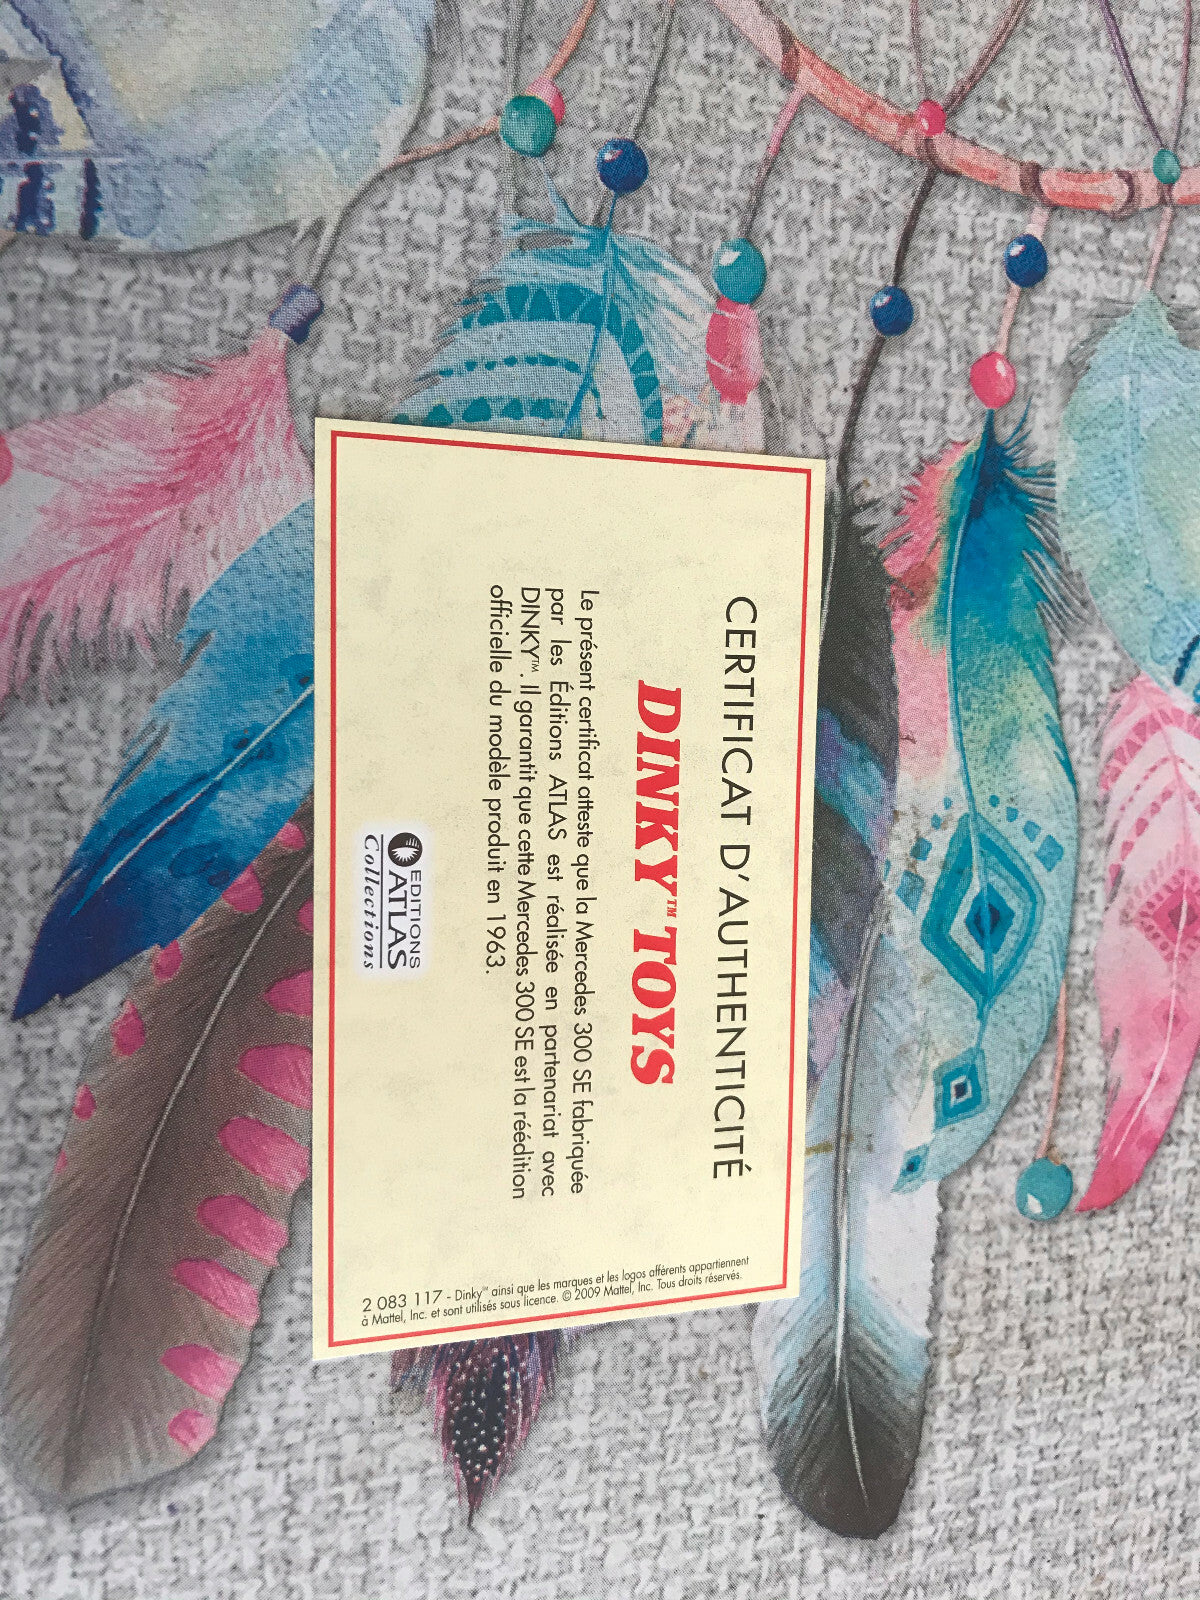 CERTIFICAT D'AUTHENTICITÉ
DINKY™ TOYS
Le présent certificat atteste que la Mercedes 300 SE fabriquée
par les Éditions ATLAS est réalisée en partenariat avec
DINKY™. Il garantit que cette Mercedes 300 SE est la réédition
officielle du modèle produit en 1963.
EDITIONS
ATLAS
Collections
2 083 117 - Dinky™ ainsi que les marques et les logos afférents appartiennent
à Mattel, Inc. et sont utilisés sous licence. © 2009 Mattel, Inc. Tous droits réservés.